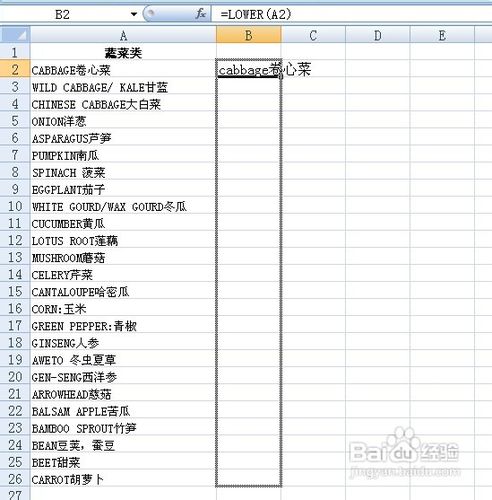 B2 fx =LOWER(A2)
A B C D E F
1 蔬菜类
2 CABBAGE卷心菜 cabbage卷心菜
3 WILD CABBAGE/ KALE甘蓝
4 CHINESE CABBAGE大白菜
5 ONION洋葱
6 ASPARAGUS芦笋
7 PUMPKIN南瓜
8 SPINACH 菠菜
9 EGGPLANT茄子
10 WHITE GOURD/WAX GOURD冬瓜
11 CUCUMBER黄瓜
12 LOTUS ROOT莲藕
13 MUSHROOM蘑菇
14 CELERY芹菜
15 CANTALOUPE哈密瓜
16 CORN:玉米
17 GREEN PEPPER:青椒
18 GINSENG人参
19 AWETO 冬虫夏草
20 GEN-SENG西洋参
21 ARROWHEAD慈菇
22 BALSAM APPLE苦瓜
23 BAMBOO SPROUT竹笋
24 BEAN豆荚，蚕豆
25 BEET甜菜
26 CARROT胡萝卜
27
Baidu 经验
jingyan.baidu.com